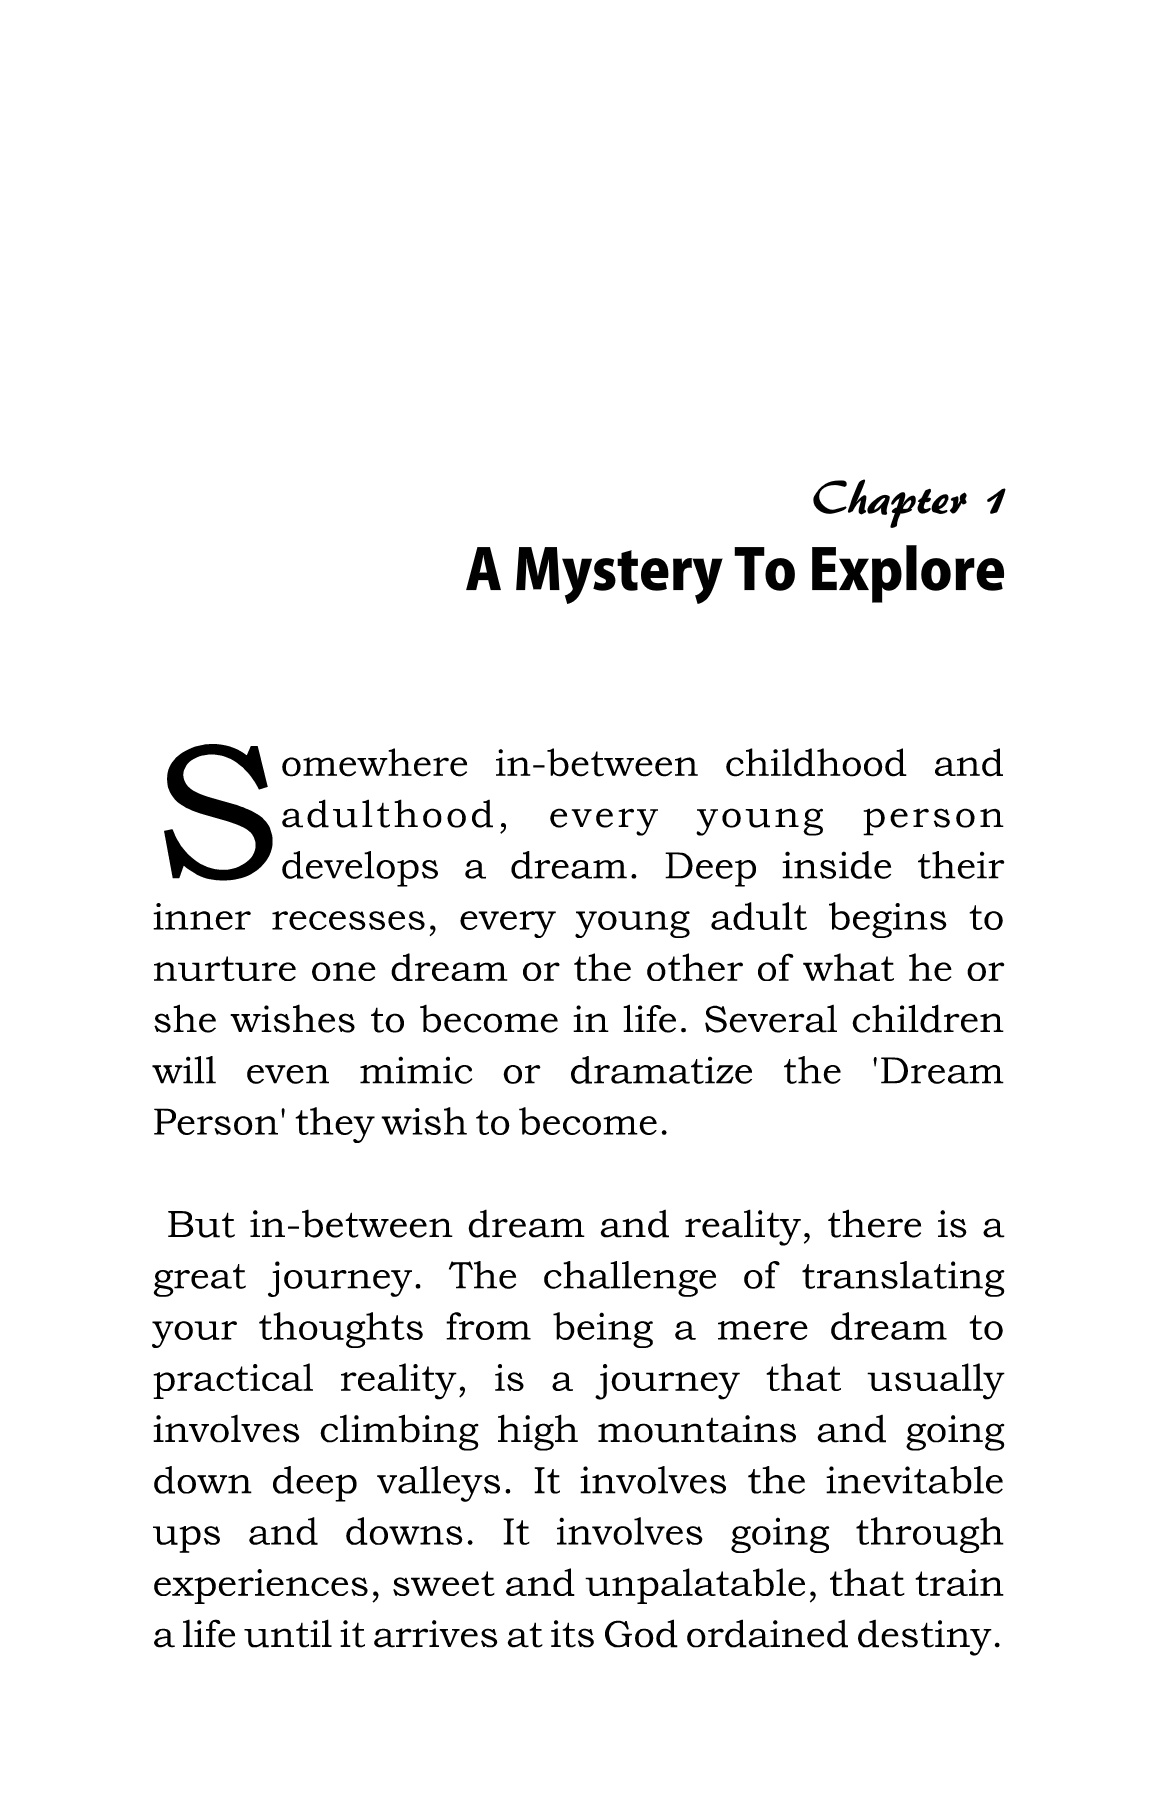 Chapter 1
A Mystery To Explore
Somewhere in-between childhood and
adulthood, every young person
develops a dream. Deep inside their
inner recesses, every young adult begins to
nurture one dream or the other of what he or
she wishes to become in life. Several children
will even mimic or dramatize the 'Dream
Person' they wish to become.
But in-between dream and reality, there is a
great journey. The challenge of translating
your thoughts from being a mere dream to
practical reality, is a journey that usually
involves climbing high mountains and going
down deep valleys. It involves the inevitable
ups and downs. It involves going through
experiences, sweet and unpalatable, that train
a life until it arrives at its God ordained destiny.